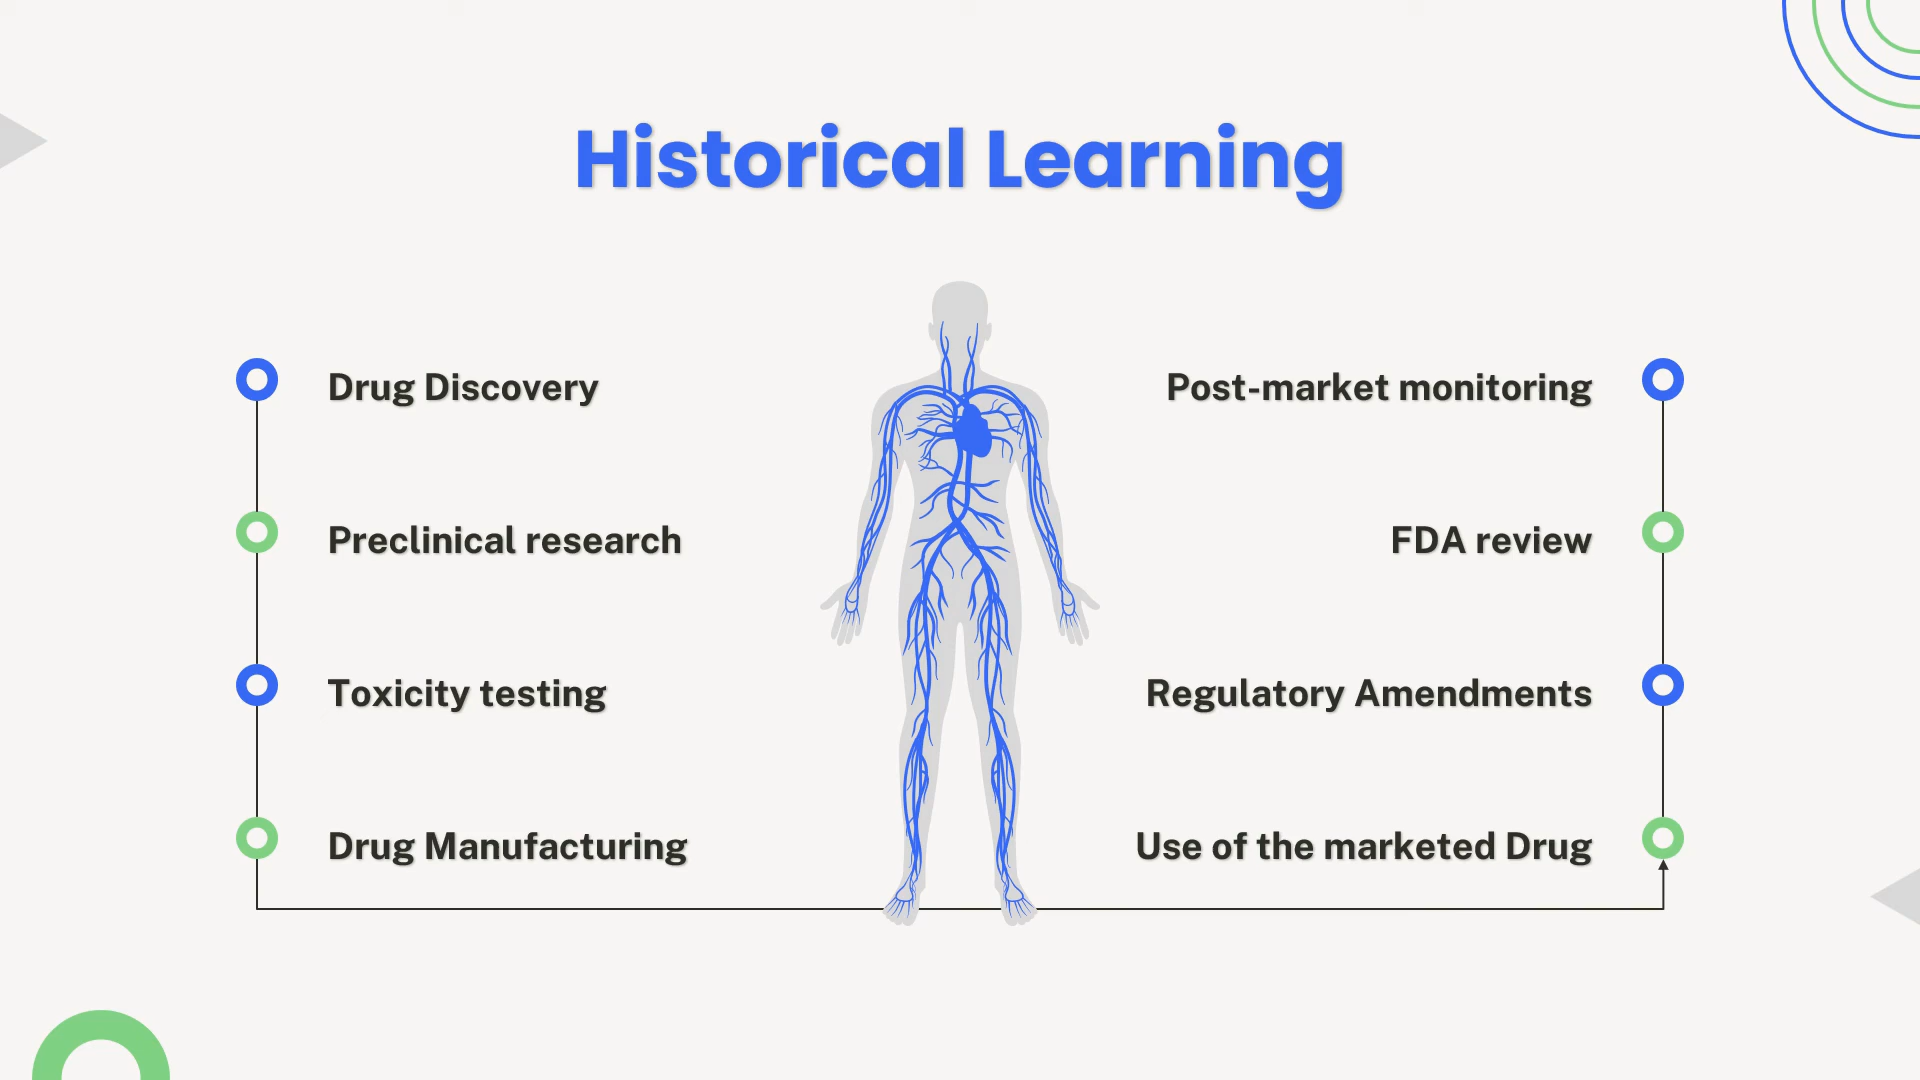 Historical Learning
Drug Discovery
Preclinical research
Toxicity testing
Drug Manufacturing
Post-market monitoring
FDA review
Regulatory Amendments
Use of the marketed Drug